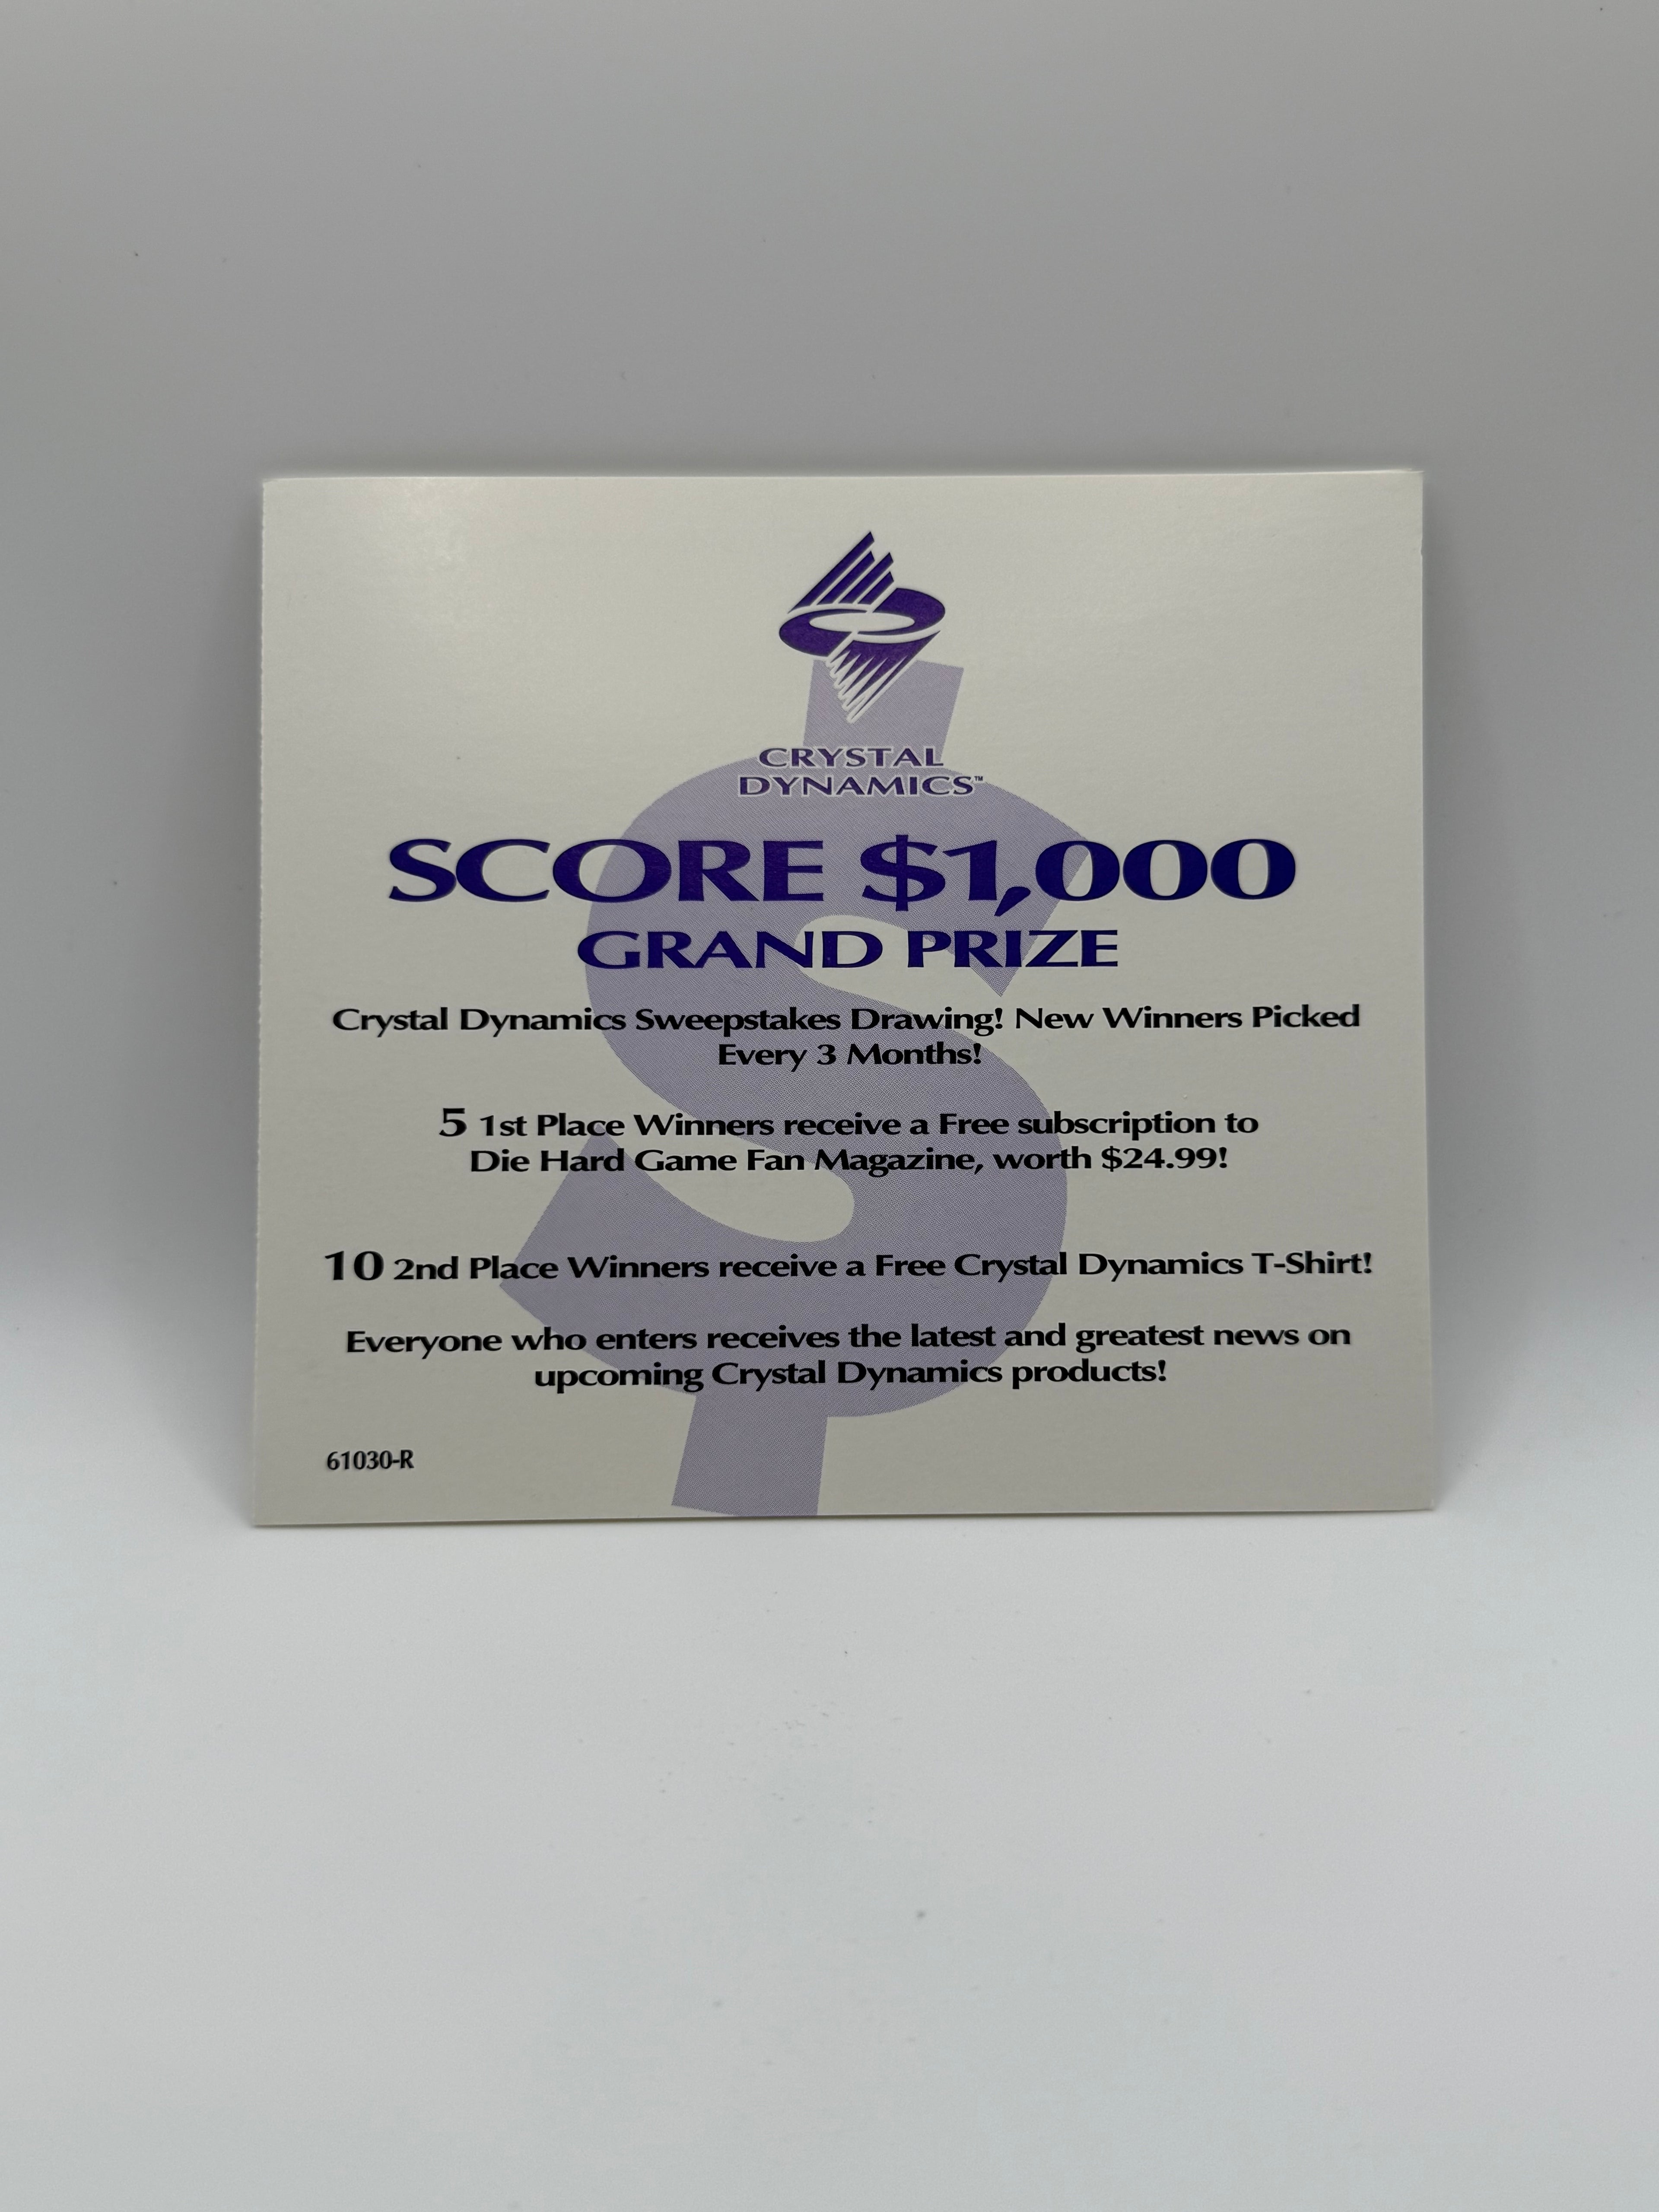 CRYSTAL
DYNAMICS™
SCORE $1,000
GRAND PRIZE
Crystal Dynamics Sweepstakes Drawing! New Winners Picked
Every 3 Months!
5 1st Place Winners receive a Free subscription to
Die Hard Game Fan Magazine, worth $24.99!
10 2nd Place Winners receive a Free Crystal Dynamics T-Shirt!
Everyone who enters receives the latest and greatest news on
upcoming Crystal Dynamics products!
61030-R